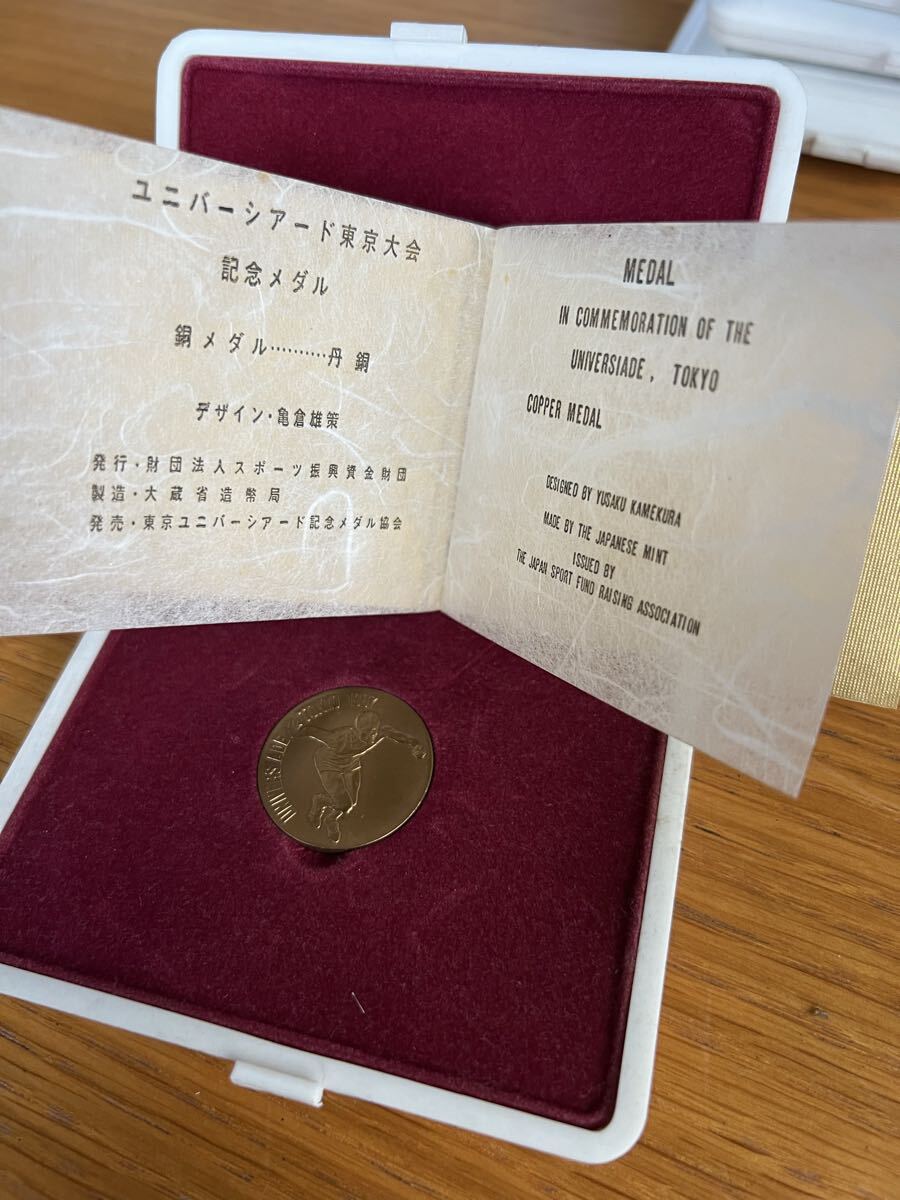 ユニバーシアード東京大会
記念メダル
銅メダル‥‥‥‥‥丹銅
デザイン・亀倉雄策
発行・財団法人スポーツ振興資金財団
製造・大蔵省造幣局
発売・東京ユニバーシアード記念メダル協会
MEDAL
IN COMMEMORATION OF THE
UNIVERSIADE, TOKYO
COPPER MEDAL
DESIGNED BY YUSAKU KAMEKURA
MADE BY THE JAPANESE MINT
ISSUED BY
THE JAPAN SPORT FUND RAISING ASSOCIATION